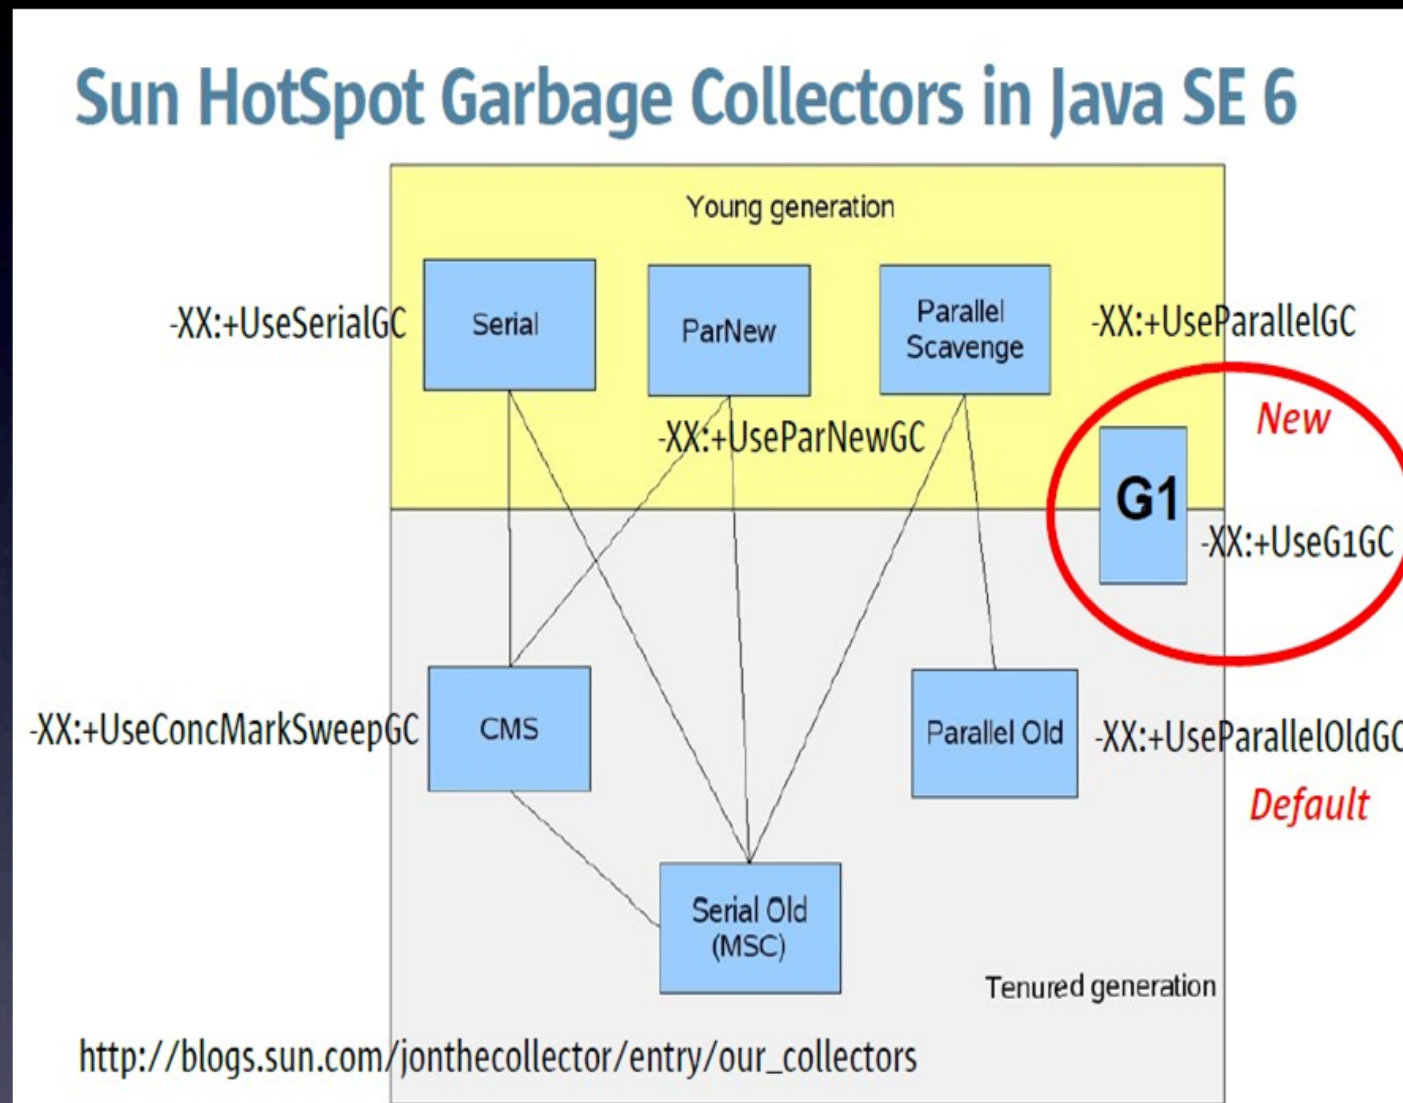 Sun HotSpot Garbage Collectors in Java SE 6
Young generation
-XX:+UseSerialGC
Serial
ParNew
Parallel
Scavenge
-XX:+UseParallelGC
-XX:+UseParNewGC
New
G1
-XX:+UseG1GC
-XX:+UseConcMarkSweepGC
CMS
Parallel Old
-XX:+UseParallelOldGC
Default
Serial Old
(MSC)
Tenured generation
http://blogs.sun.com/jonthecollector/entry/our_collectors